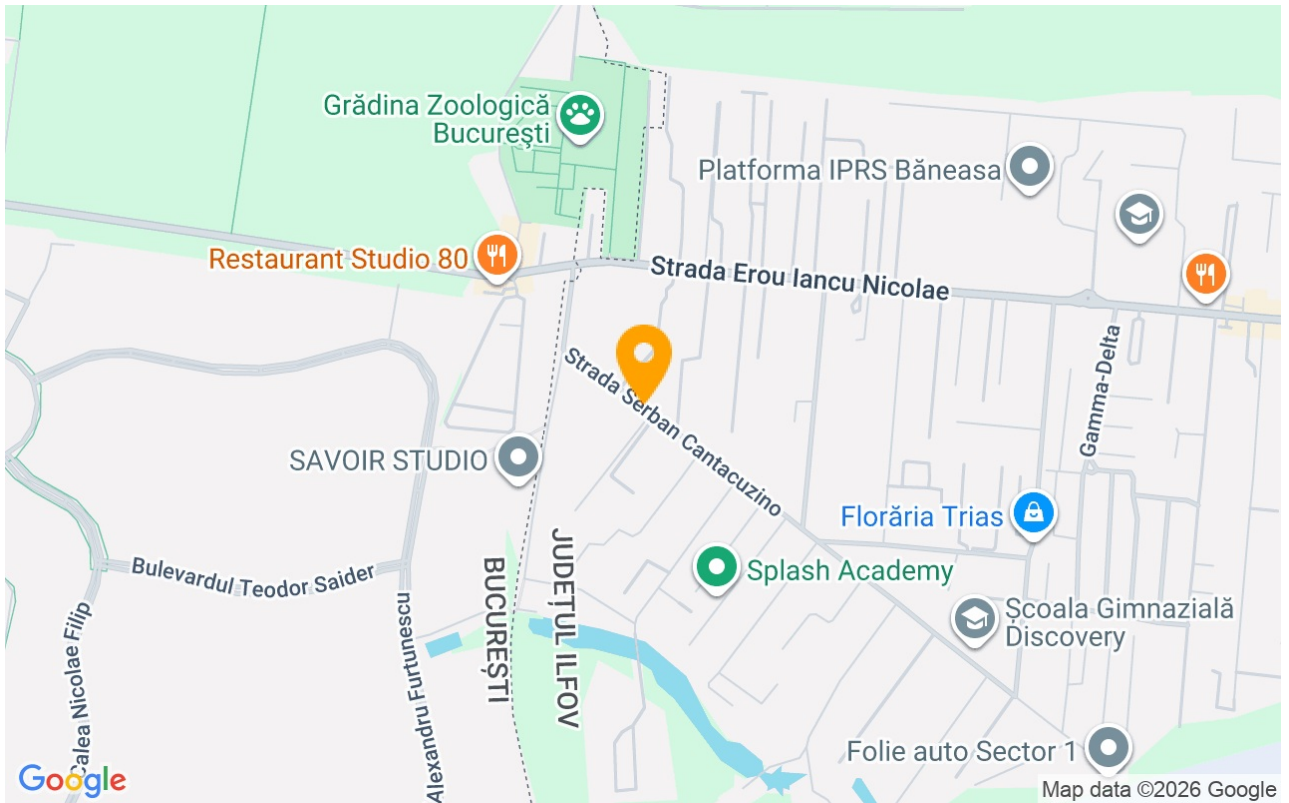 Grădina Zoologică
Bucureşti
Platforma IPRS Băneasa
Restaurant Studio 80
Strada Erou Iancu Nicolae
Gamma-Delta
Strada Serban Cantacuzino
SAVOIR STUDIO
Florăria Trias
Splash Academy
Bulevardul Teodor Saider
BUCUREȘTI
JUDEȚUL ILFOV
Școala Gimnazială
Discovery
Calea Nicolae Filip
Alexandru Furtunescu
Folie auto Sector 1
Google
Map data ©2026 Google